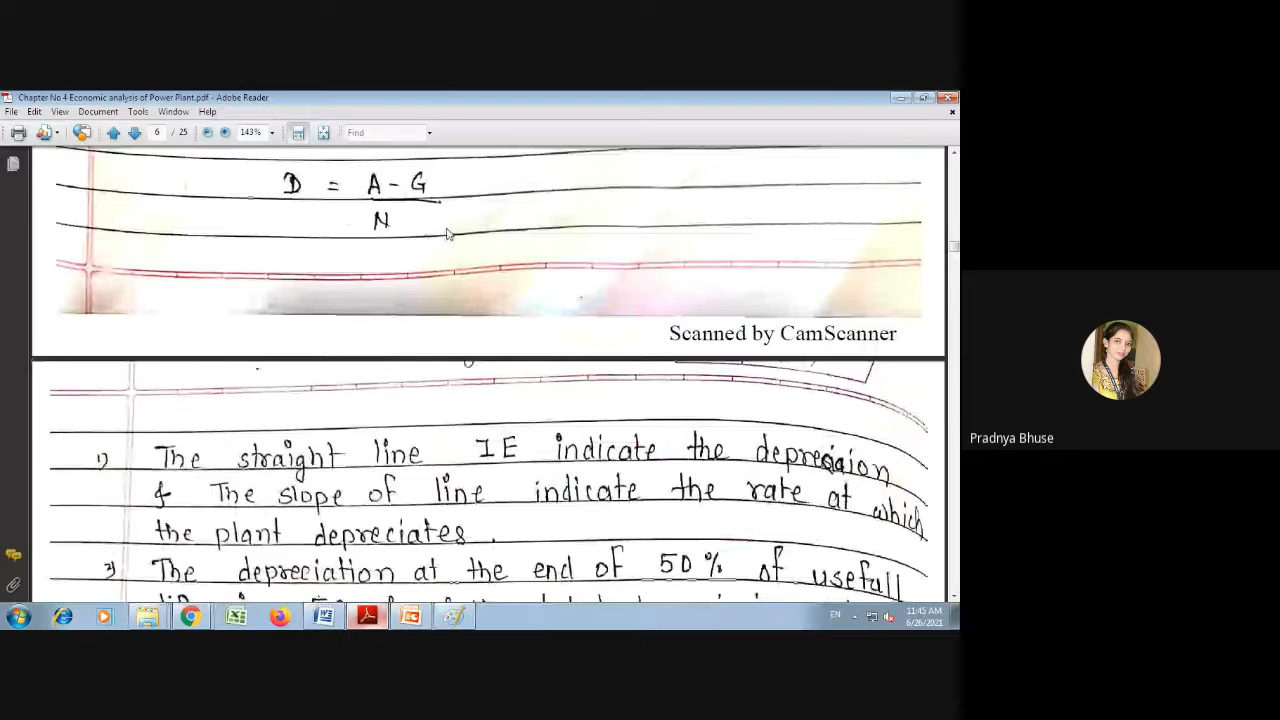 Chapter No 4 Economic analysis of Power Plant.pdf - Adobe Reader
File Edit View Document Tools Window Help
6 / 25 143% Find
D = A - G
N
Scanned by CamScanner
1) The straight line IE indicate the
& The slope of line indicate the rate at which
the plant depreciates.
2) The depreciation at the end of 50% of usefull
Pradnya Bhuse
EN 11:45 AM
6/26/2021